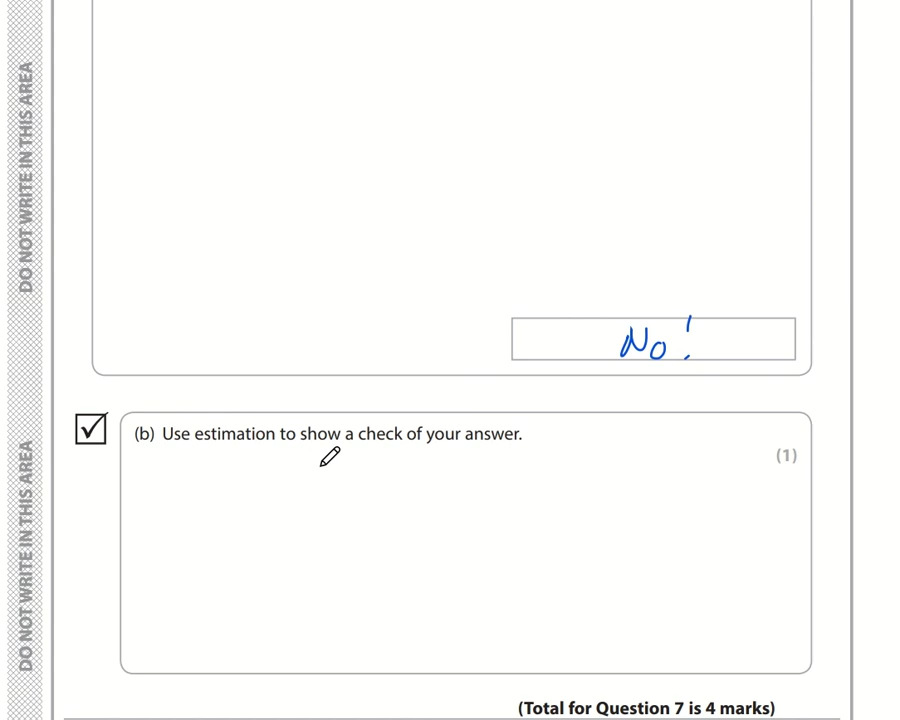 DO NOT WRITE IN THIS AREA
No!
(b) Use estimation to show a check of your answer.
(1)
DO NOT WRITE IN THIS AREA
(Total for Question 7 is 4 marks)